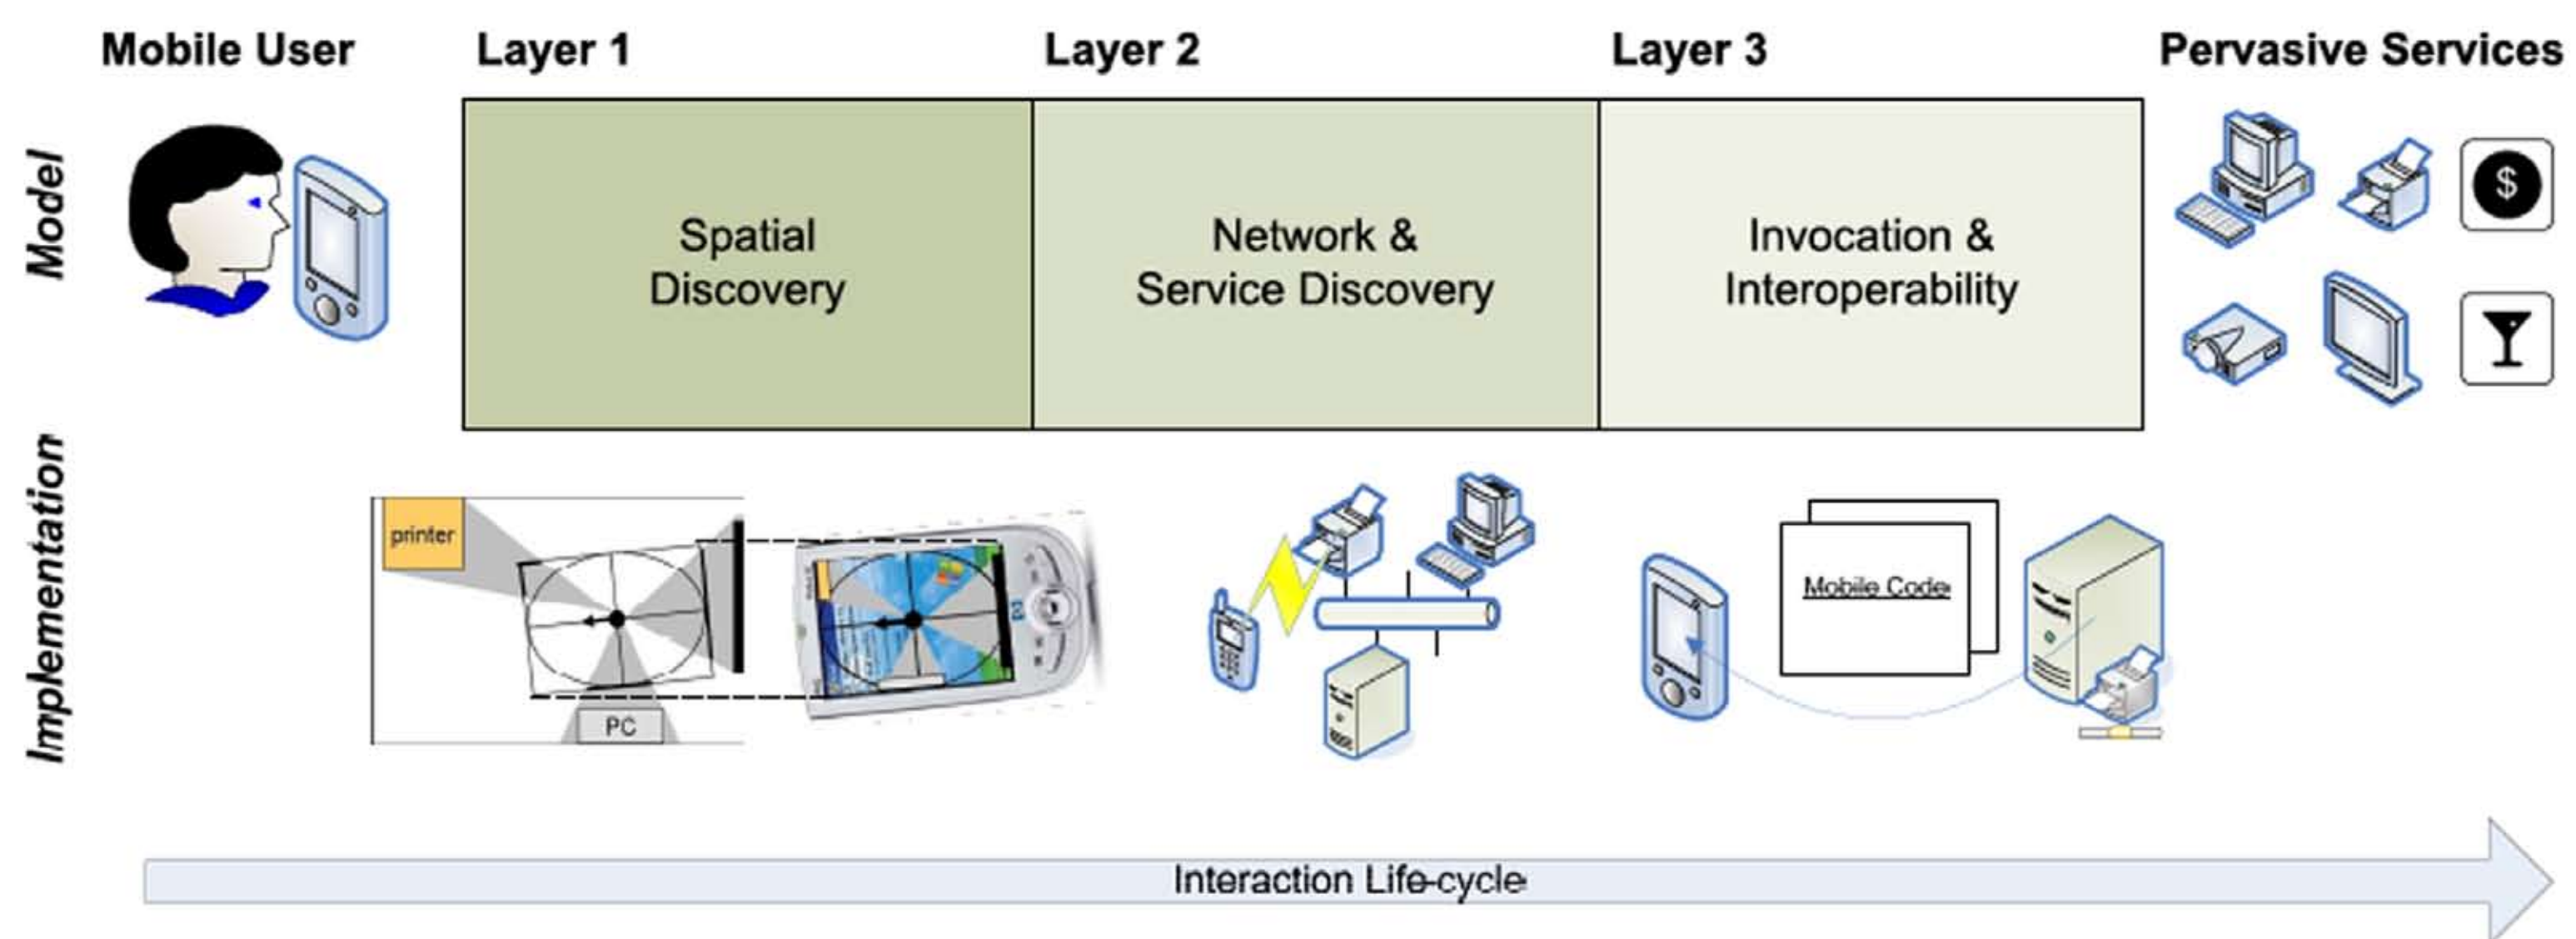 Mobile User
Layer 1
Layer 2
Layer 3
Pervasive Services
Model
Spatial
Discovery
Network &
Service Discovery
Invocation &
Interoperability
$
Implementation
printer
PC
Mobile Code
Interaction Life-cycle